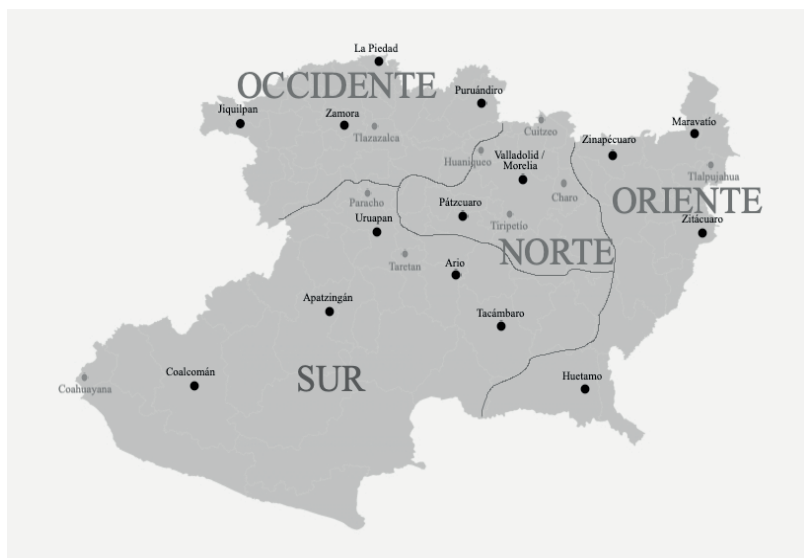 La Piedad
OCCIDENTE
Puruándiro
Jiquilpan
Zamora
Tlazazalca
Cuitzeo
Maravatío
Zinapécuaro
Huaniqueo
Valladolid /
Morelia
Tlalpujahua
Charo
Paracho
Pátzcuaro
ORIENTE
Uruapan
Tiripetío
Zitácuaro
NORTE
Taretan
Ario
Apatzingán
Tacámbaro
Coalcomán
SUR
Huetamo
Coahuayana